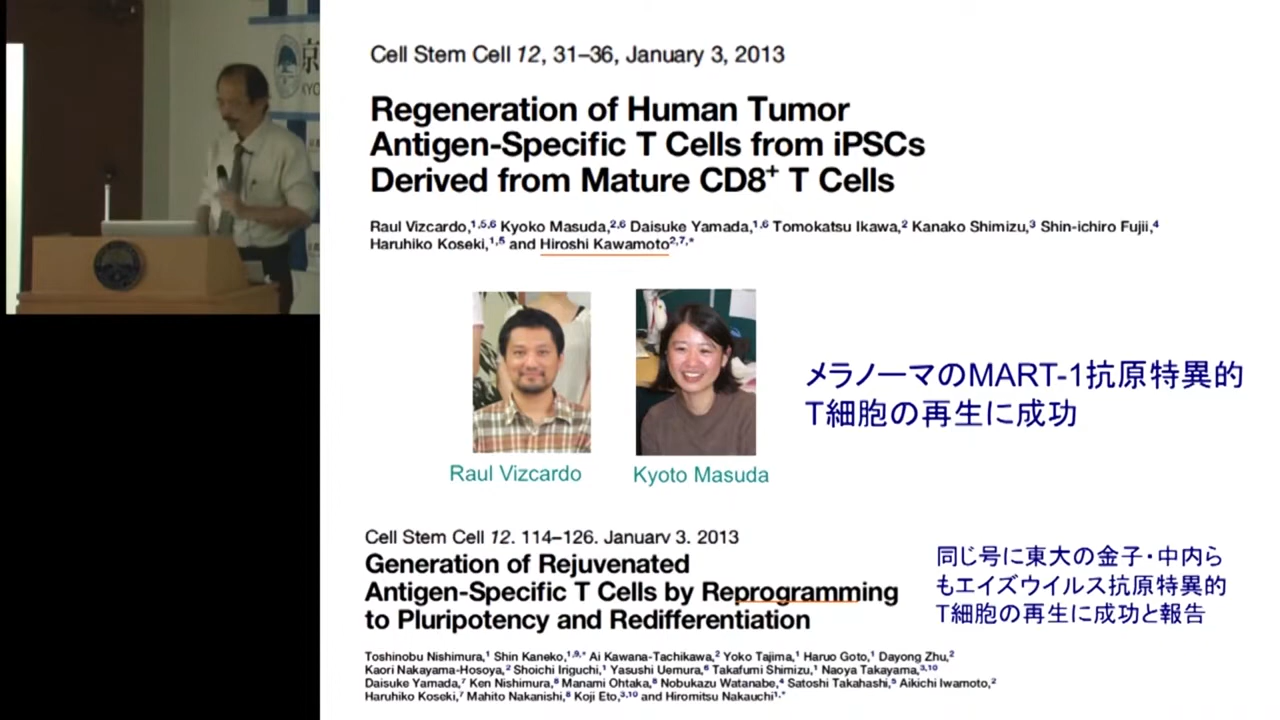 京
KYO
Cell Stem Cell 12, 31–36, January 3, 2013
Regeneration of Human Tumor
Antigen-Specific T Cells from iPSCs
Derived from Mature CD8+ T Cells
Raul Vizcardo,1,5,6 Kyoko Masuda,2,6 Daisuke Yamada,1,6 Tomokatsu Ikawa,2 Kanako Shimizu,3 Shin-ichiro Fujii,4
Haruhiko Koseki,1,5 and Hiroshi Kawamoto2,7,*
メラノーマのMART-1抗原特異的
T細胞の再生に成功
Raul Vizcardo
Kyoto Masuda
Cell Stem Cell 12, 114–126, January 3, 2013
Generation of Rejuvenated
Antigen-Specific T Cells by Reprogramming
to Pluripotency and Redifferentiation
同じ号に東大の金子・中内ら
もエイズウイルス抗原特異的
T細胞の再生に成功と報告
Toshinobu Nishimura,1 Shin Kaneko,1,9,* Ai Kawana-Tachikawa,2 Yoko Tajima,1 Haruo Goto,1 Dayong Zhu,2
Kaori Nakayama-Hosoya,2 Shoichi Iriguchi,1 Yasushi Uemura,6 Takafumi Shimizu,1 Naoya Takayama,3,10
Daisuke Yamada,7 Ken Nishimura,8 Manami Ohtaka,8 Nobukazu Watanabe,4 Satoshi Takahashi,5 Aikichi Iwamoto,2
Haruhiko Koseki,7 Mahito Nakanishi,8 Koji Eto,3,10 and Hiromitsu Nakauchi1,*